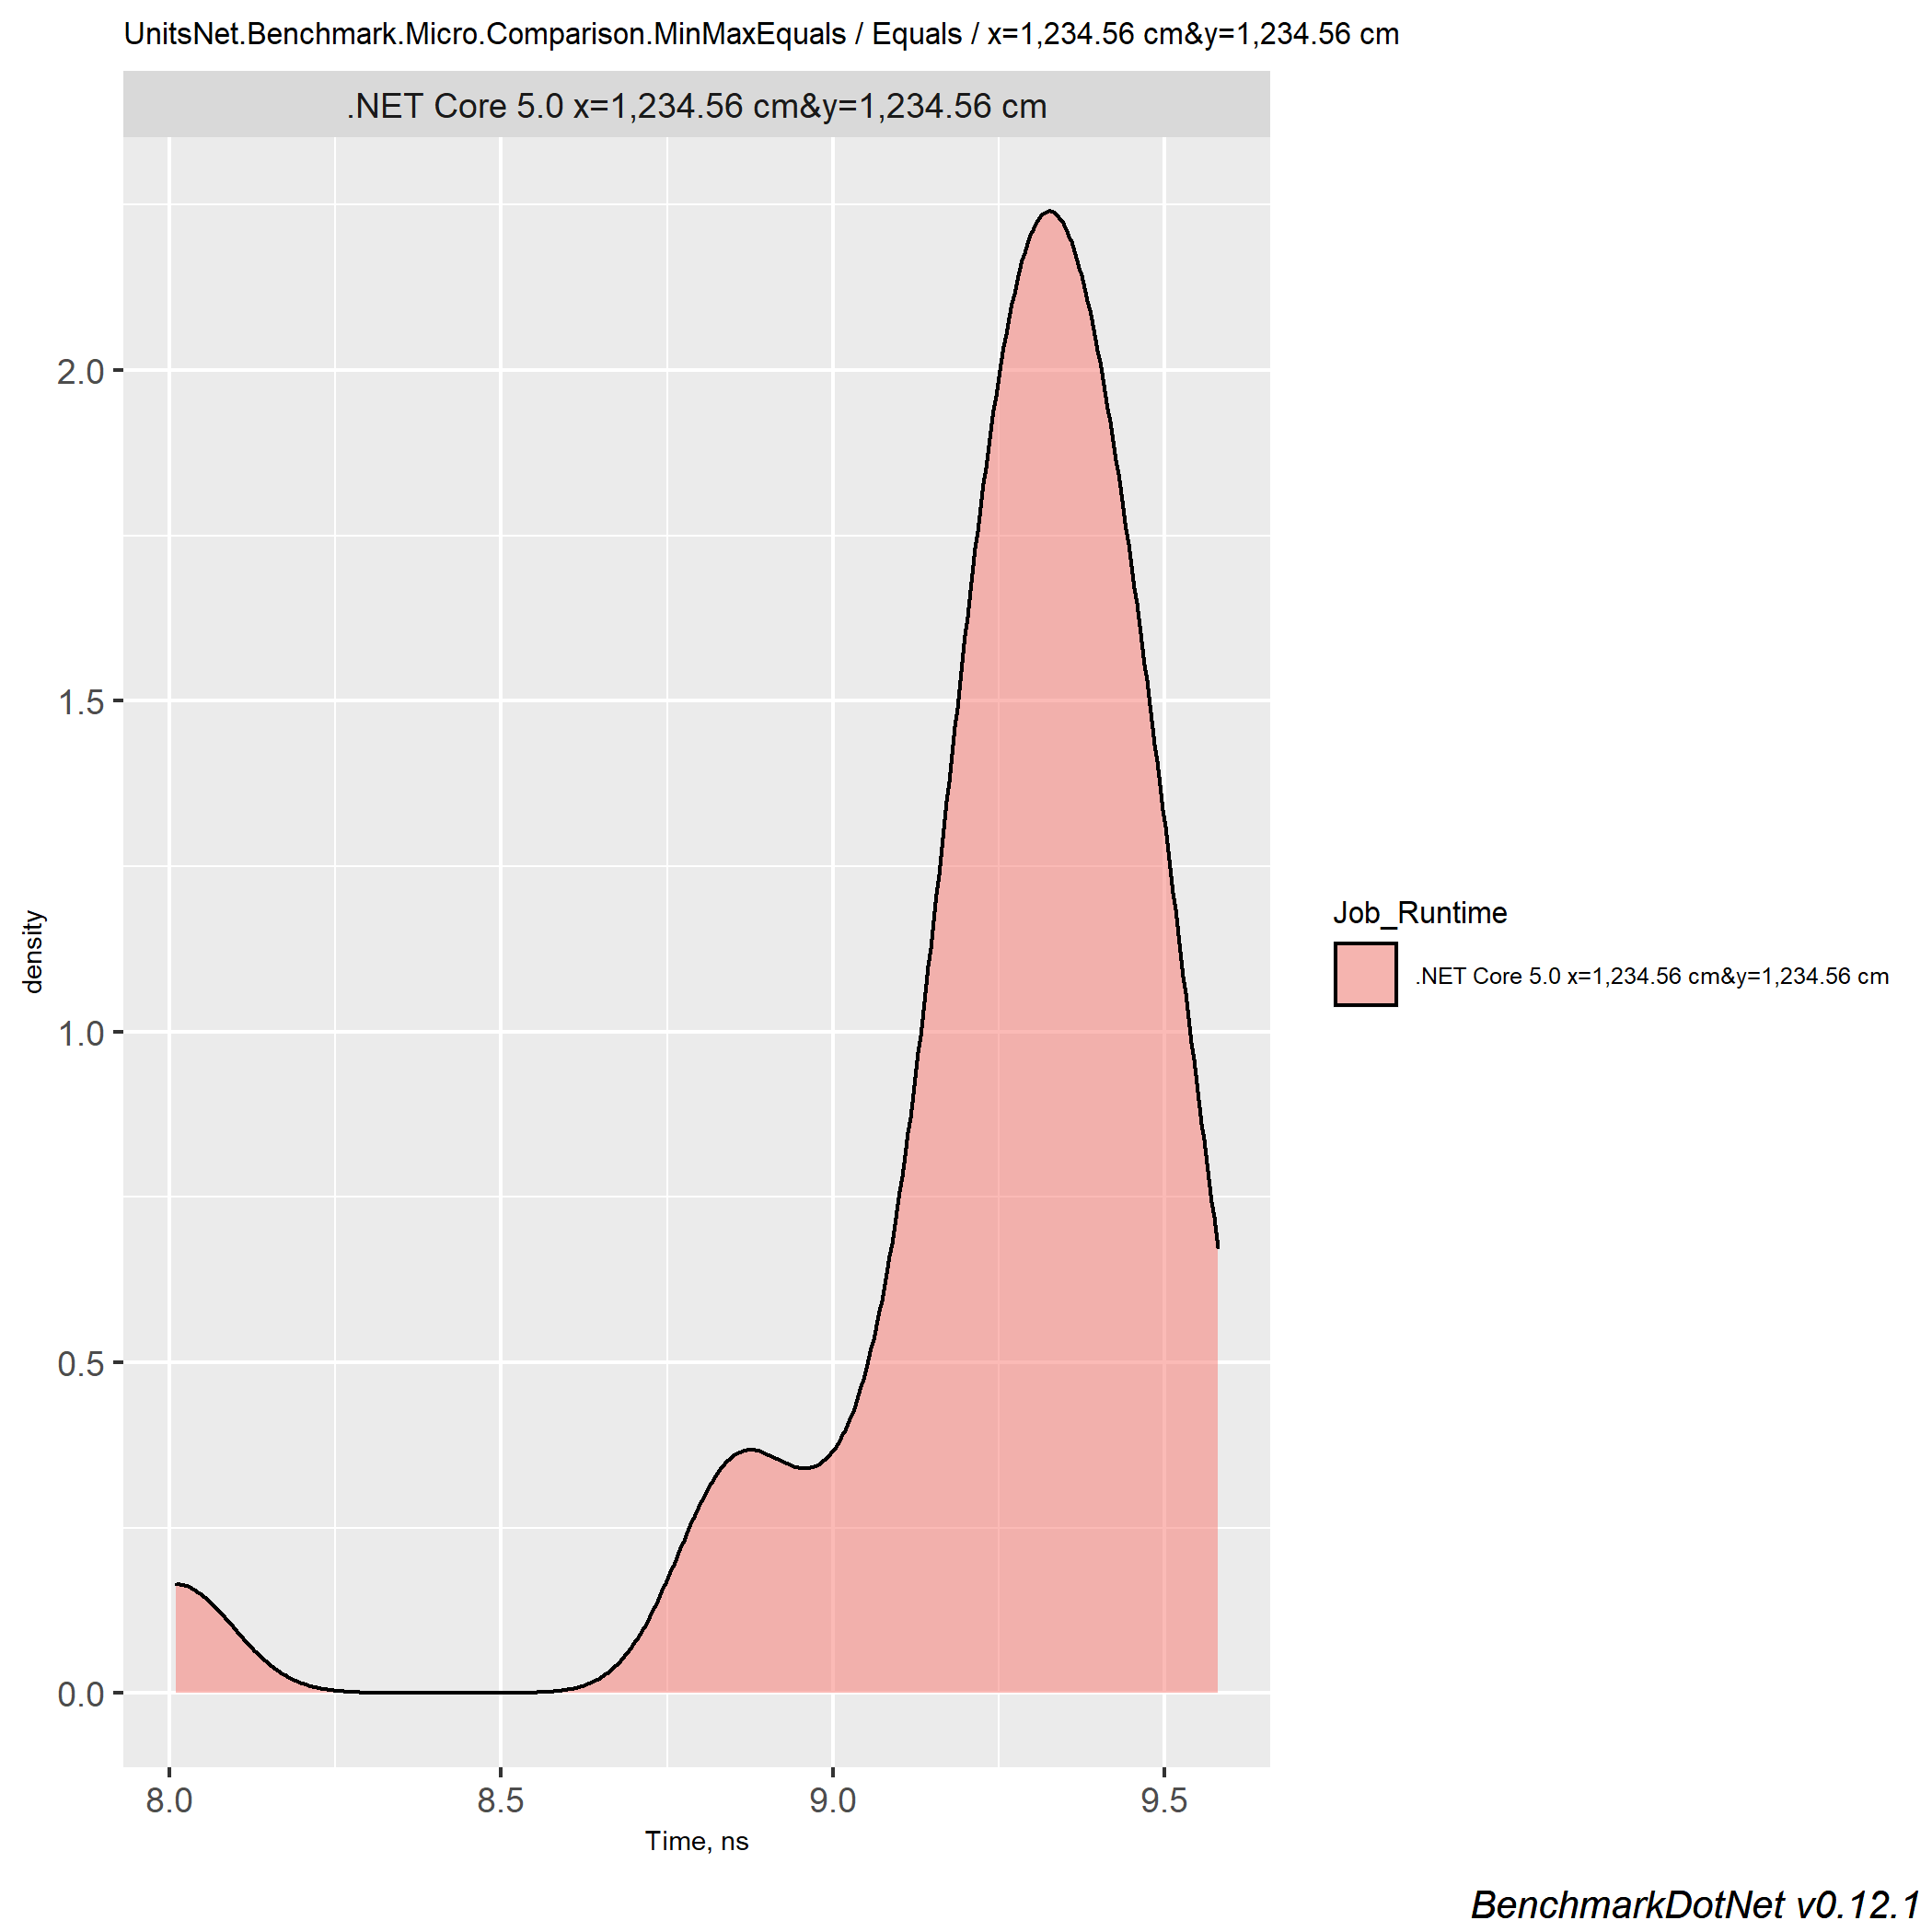 UnitsNet.Benchmark.Micro.Comparison.MinMaxEquals / Equals / x=1,234.56 cm&y=1,234.56 cm
.NET Core 5.0 x=1,234.56 cm&y=1,234.56 cm
2.0
1.5
1.0
0.5
0.0
density
8.0 8.5 9.0 9.5
Time, ns
Job_Runtime
.NET Core 5.0 x=1,234.56 cm&y=1,234.56 cm
BenchmarkDotNet v0.12.1